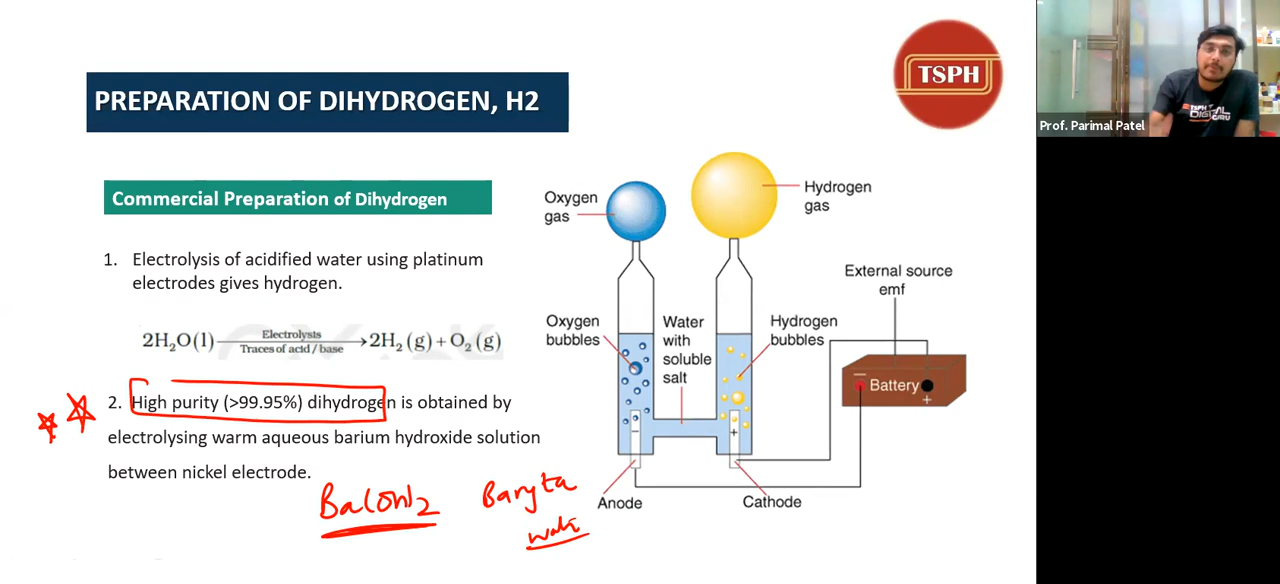 TSPH
PREPARATION OF DIHYDROGEN, H2
Commercial Preparation of Dihydrogen
1. Electrolysis of acidified water using platinum
electrodes gives hydrogen.
2H₂O(l) Electrolysts
Traces of acid / base → 2H₂(g) + O₂(g)
2. High purity (>99.95%) dihydrogen is obtained by
electrolysing warm aqueous barium hydroxide solution
between nickel electrode.
Ba(OH)2
Baryta
Oxygen
gas
Hydrogen
gas
External source
emf
Oxygen
bubbles
Water
with
soluble
salt
Hydrogen
bubbles
−
Battery
+
−
+
Anode
Cathode
TSPH
DIGITAL
GURU
Prof. Parimal Patel